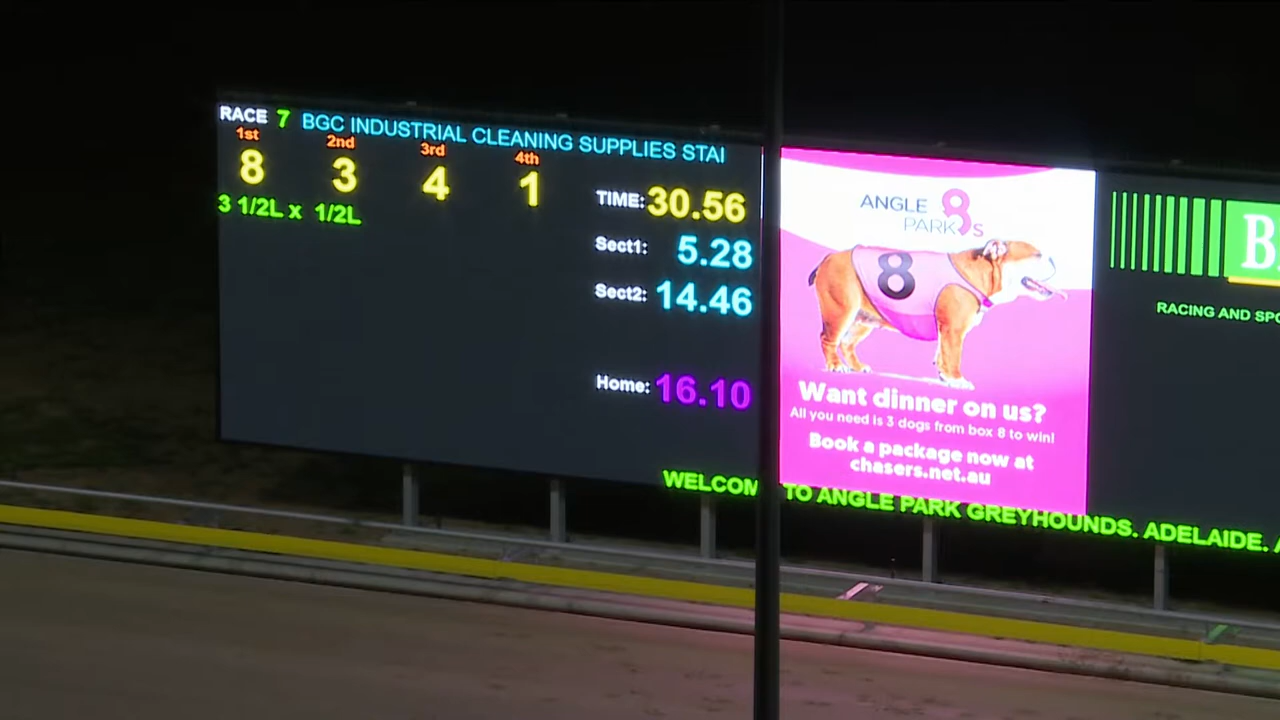 RACE 7 BGC INDUSTRIAL CLEANING SUPPLIES STAI
1st 2nd 3rd 4th
8 3 4 1
3 1/2L x 1/2L
TIME: 30.56
Sect1: 5.28
Sect2: 14.46
Home: 16.10
ANGLE 8
PARK S
8
Want dinner on us?
All you need is 3 dogs from box 8 to win!
Book a package now at
chasers.net.au
B
RACING AND SPO
WELCOM TO ANGLE PARK GREYHOUNDS. ADELAIDE.